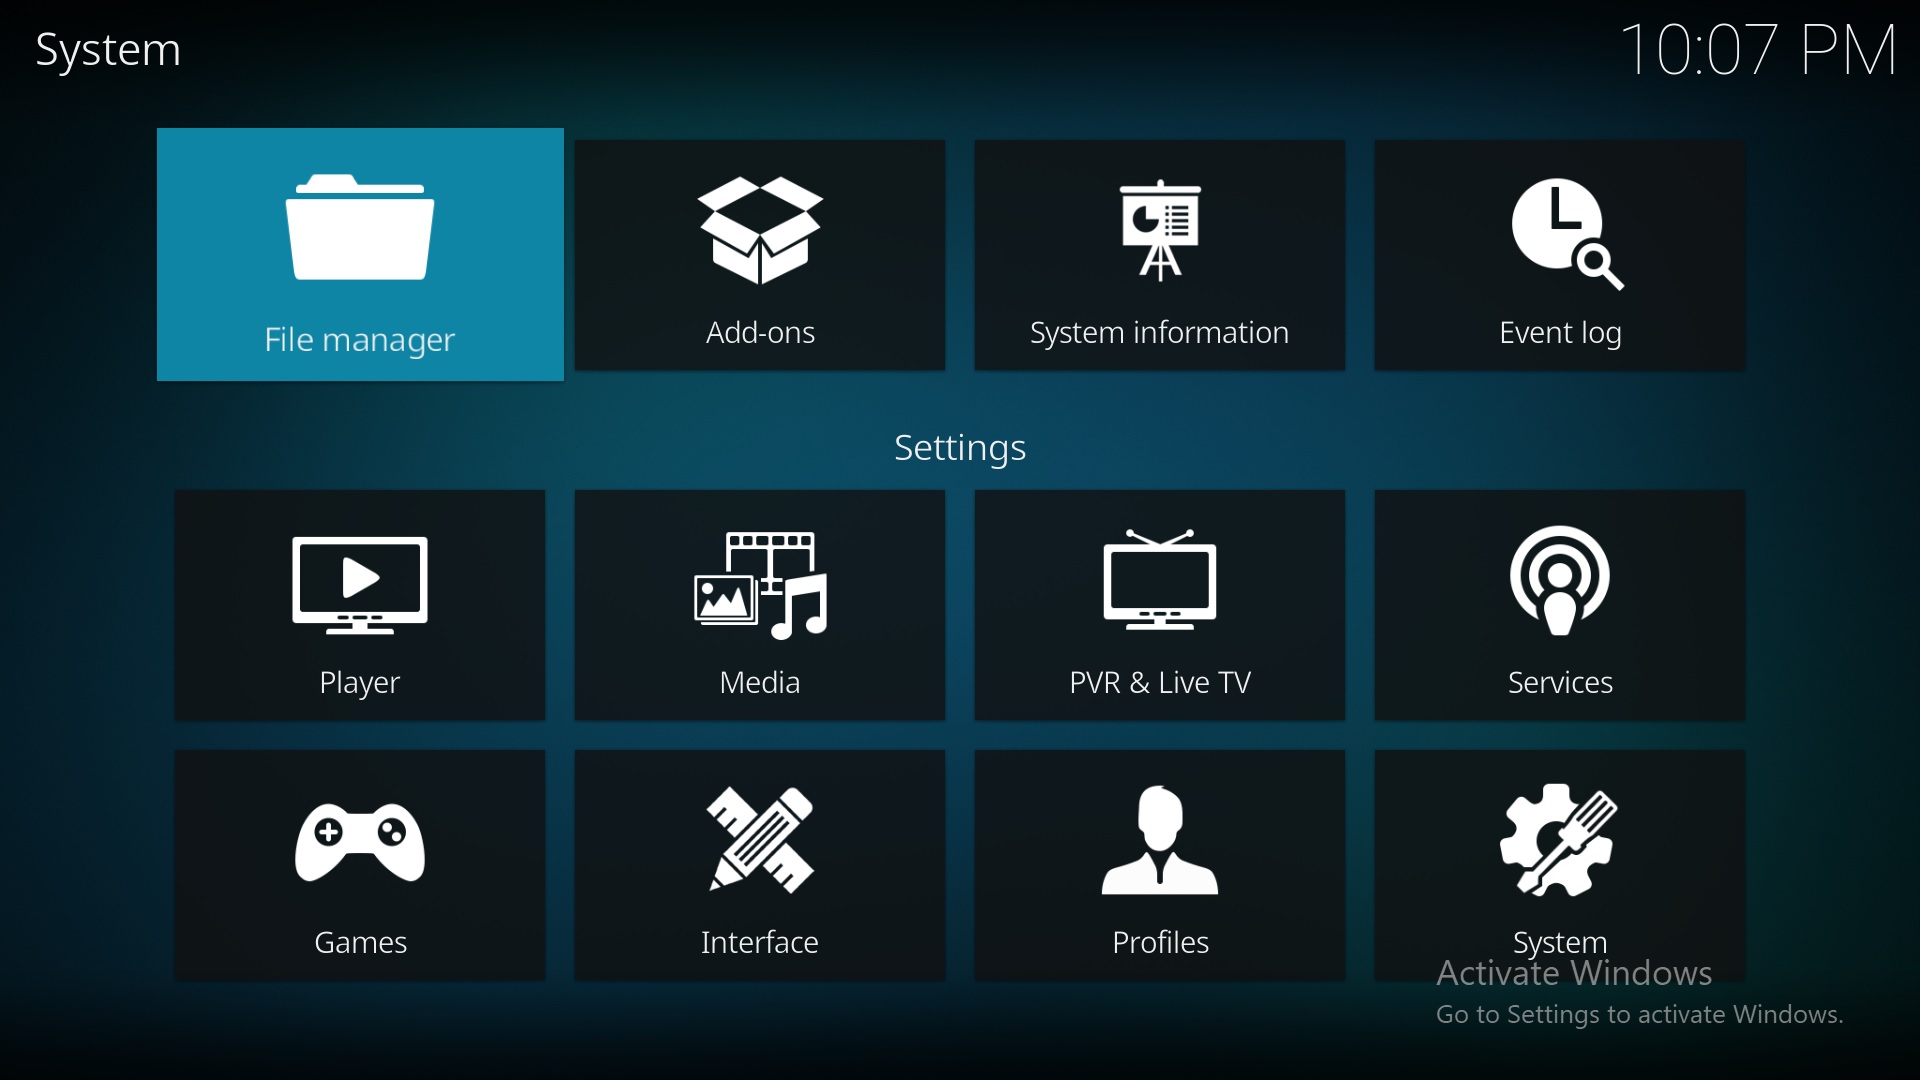 System
10:07 PM
File manager
Add-ons
System information
Event log
Settings
Player
Media
PVR & Live TV
Services
Games
Interface
Profiles
System
Activate Windows
Go to Settings to activate Windows.